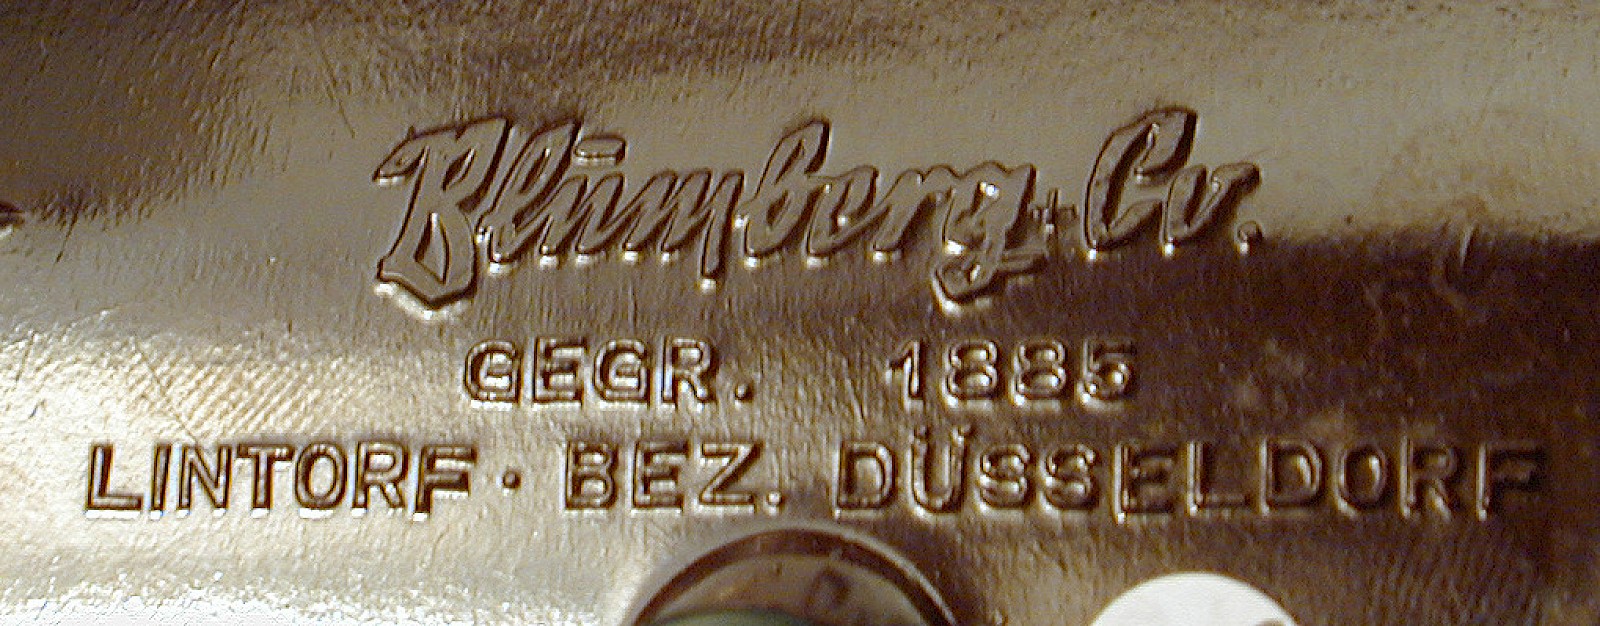 Blumberg + Co.
GEGR. 1885
LINTORF · BEZ. DÜSSELDORF